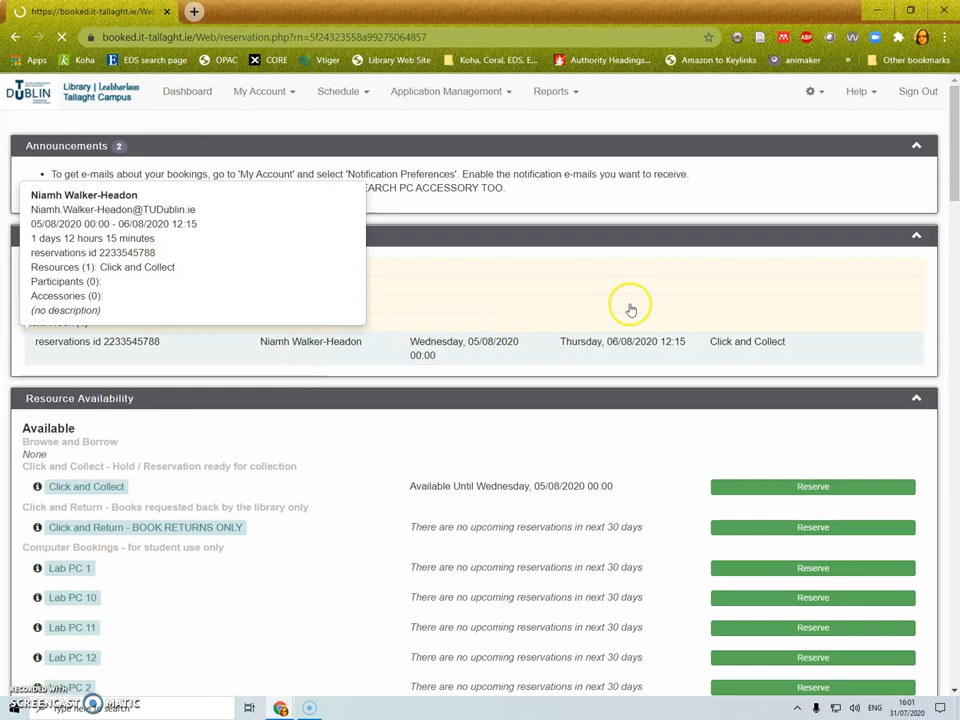 https://booked.it-tallaght.ie/We
booked.it-tallaght.ie/Web/reservation.php?rn=5f24323558a99275064857
Apps Koha EDS search page OPAC CORE Vtiger Library Web Site Koha, Coral, EDS, E... Authority Headings... Amazon to Keylinks animaker » Other bookmarks
DUBLIN Library | Leabharlann
Tallaght Campus
Dashboard My Account Schedule Application Management Reports Help Sign Out
Announcements 2
• To get e-mails about your bookings, go to 'My Account' and select 'Notification Preferences'. Enable the notification e-mails you want to receive.
EARCH PC ACCESSORY TOO.
Niamh Walker-Headon
Niamh.Walker-Headon@TUDublin.ie
05/08/2020 00:00 - 06/08/2020 12:15
1 days 12 hours 15 minutes
reservations id 2233545788
Resources (1): Click and Collect
Participants (0):
Accessories (0):
(no description)
reservations id 2233545788 Niamh Walker-Headon Wednesday, 05/08/2020 00:00 Thursday, 06/08/2020 12:15 Click and Collect
Resource Availability
Available
Browse and Borrow
None
Click and Collect - Hold / Reservation ready for collection
Click and Collect Available Until Wednesday, 05/08/2020 00:00 Reserve
Click and Return - Books requested back by the library only
Click and Return - BOOK RETURNS ONLY There are no upcoming reservations in next 30 days Reserve
Computer Bookings - for student use only
Lab PC 1 There are no upcoming reservations in next 30 days Reserve
Lab PC 10 There are no upcoming reservations in next 30 days Reserve
Lab PC 11 There are no upcoming reservations in next 30 days Reserve
Lab PC 12 There are no upcoming reservations in next 30 days Reserve
PC 2 There are no upcoming reservations in next 30 days Reserve
RECORDED WITH
SCREENCAST MATIC
Type here to search
ENG
16:01
31/07/2020